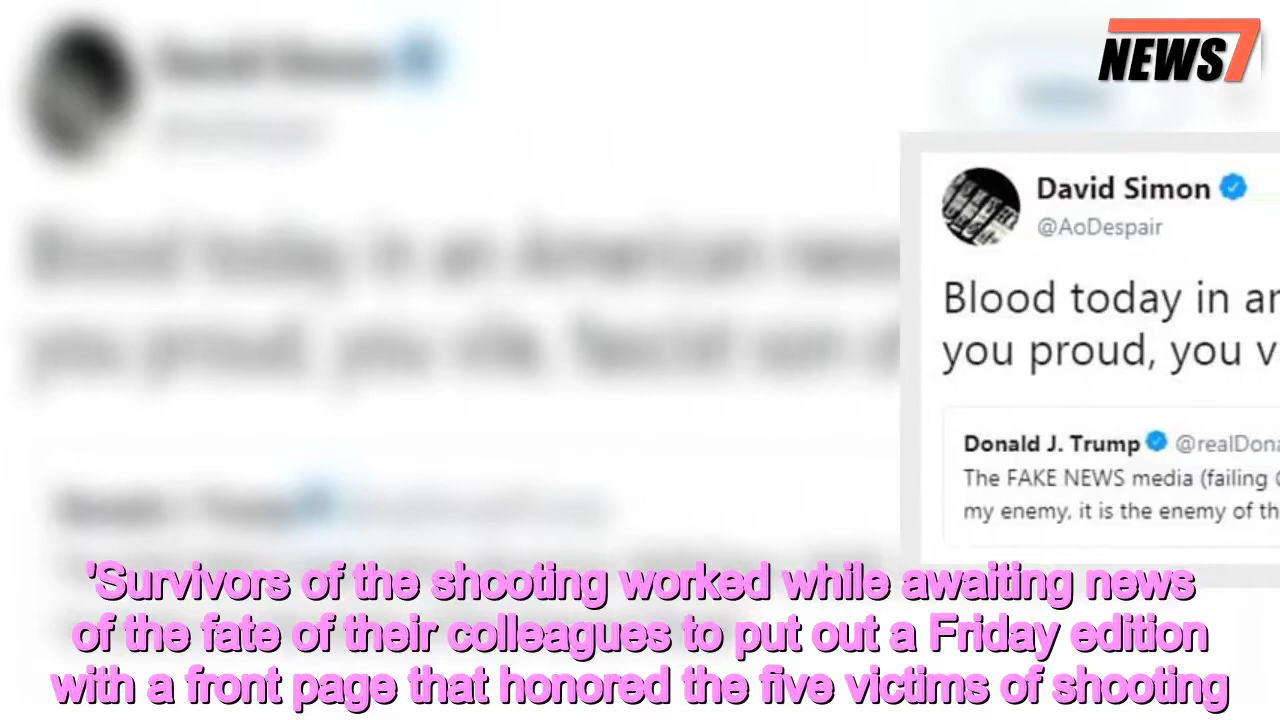 NEWS7
David Simon
@AoDespair
Blood today in an
you proud, you v
Donald J. Trump @realDona
The FAKE NEWS media (failing
my enemy, it is the enemy of th
'Survivors of the shooting worked while awaiting news
of the fate of their colleagues to put out a Friday edition
with a front page that honored the five victims of shooting